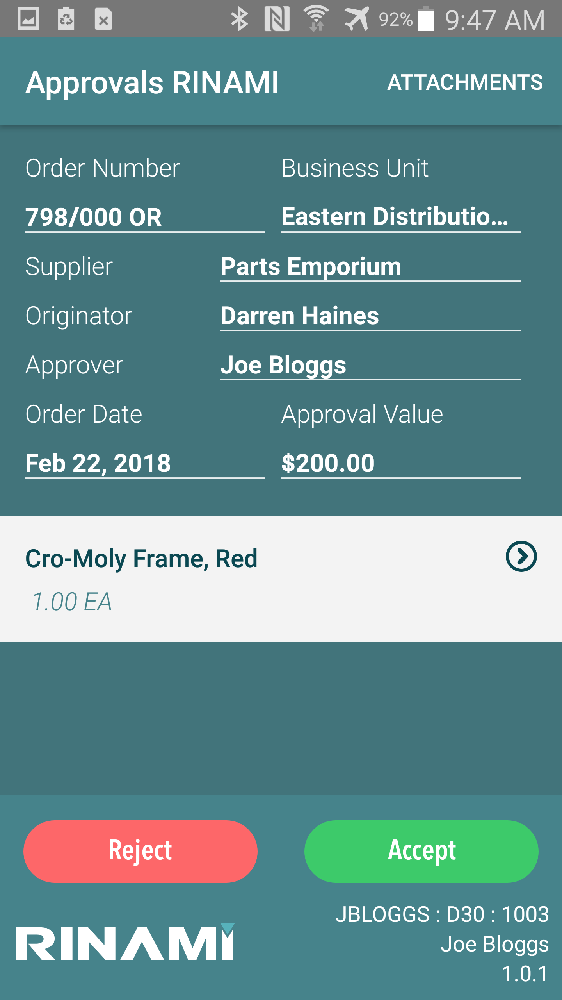 92% 9:47 AM
Approvals RINAMI ATTACHMENTS
Order Number Business Unit
798/000 OR Eastern Distributio...
Supplier Parts Emporium
Originator Darren Haines
Approver Joe Bloggs
Order Date Approval Value
Feb 22, 2018 $200.00
Cro-Moly Frame, Red
1.00 EA
Reject Accept
JBLOGGS : D30 : 1003
RINAMI Joe Bloggs
1.0.1